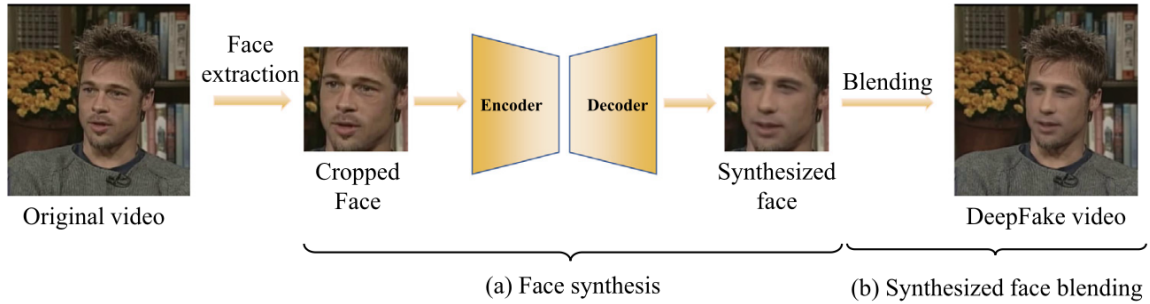 Face
extraction
Encoder
Decoder
Blending
Original video
Cropped
Face
Synthesized
face
DeepFake video
(a) Face synthesis
(b) Synthesized face blending